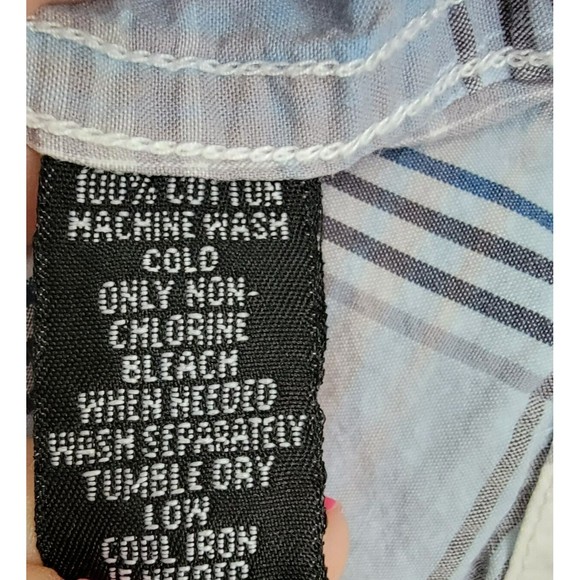 100% COTTON
MACHINE WASH
COLD
ONLY NON-
CHLORINE
BLEACH
WHEN NEEDED
WASH SEPARATELY
TUMBLE DRY
LOW
COOL IRON